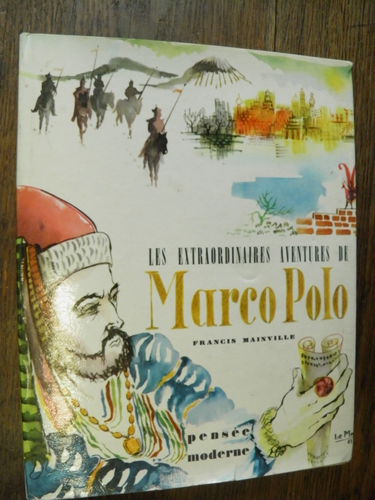 LES EXTRAORDINAIRES AVENTURES DE
Marco Polo
FRANCIS MAINVILLE
pensée
moderne